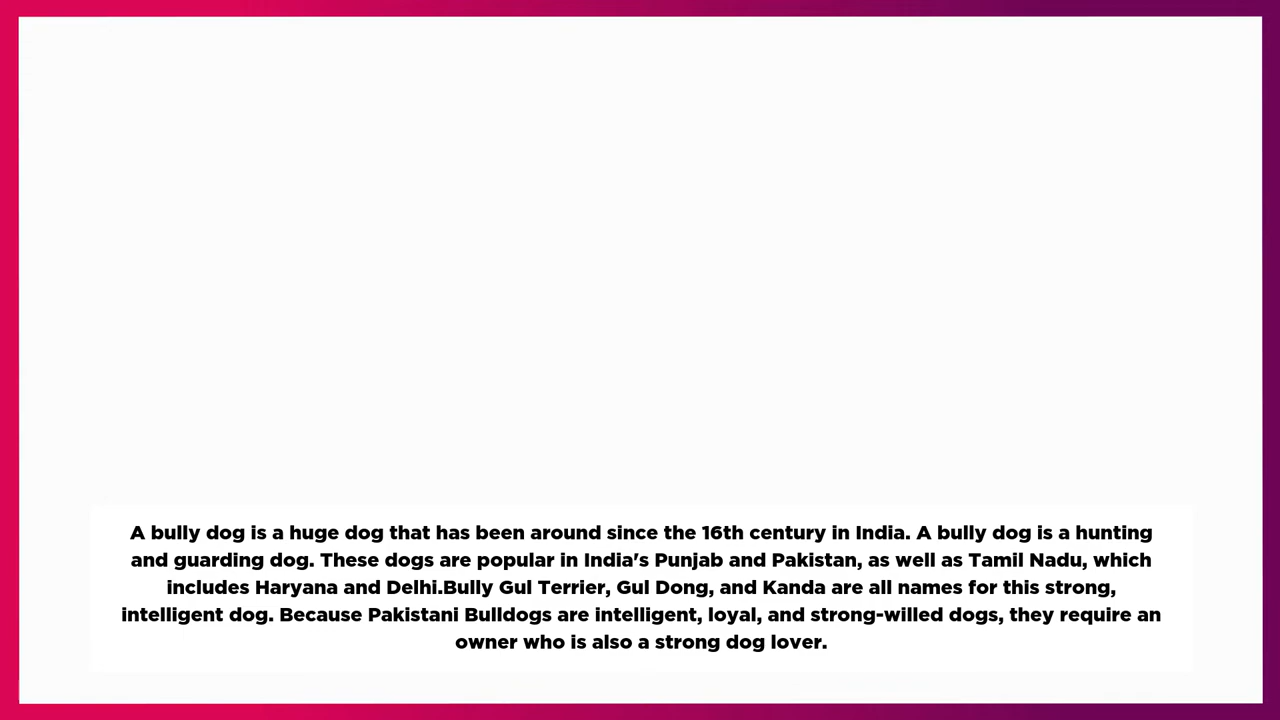 A bully dog is a huge dog that has been around since the 16th century in India. A bully dog is a hunting
and guarding dog. These dogs are popular in India's Punjab and Pakistan, as well as Tamil Nadu, which
includes Haryana and Delhi.Bully Gul Terrier, Gul Dong, and Kanda are all names for this strong,
intelligent dog. Because Pakistani Bulldogs are intelligent, loyal, and strong-willed dogs, they require an
owner who is also a strong dog lover.